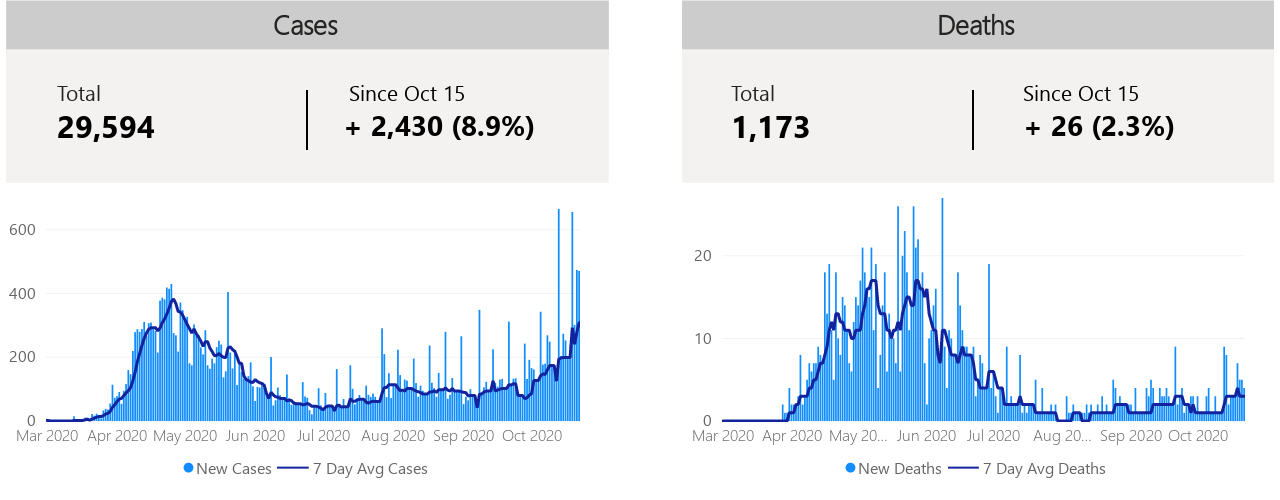 Cases
Total
29,594
Since Oct 15
+ 2,430 (8.9%)
600
400
200
0
Mar 2020 Apr 2020 May 2020 Jun 2020 Jul 2020 Aug 2020 Sep 2020 Oct 2020
New Cases 7 Day Avg Cases
Deaths
Total
1,173
Since Oct 15
+ 26 (2.3%)
20
10
0
Mar 2020 Apr 2020 May 20... Jun 2020 Jul 2020 Aug 20... Sep 2020 Oct 2020
New Deaths 7 Day Avg Deaths